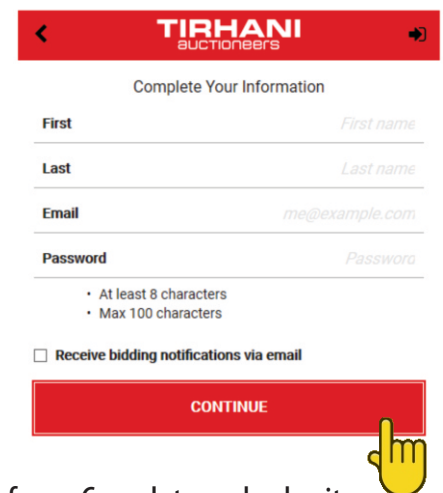 TIRHANI
auctioneers
Complete Your Information
First First name
Last Last name
Email me@example.com
Password Password
• At least 8 characters
• Max 100 characters
Receive bidding notifications via email
CONTINUE